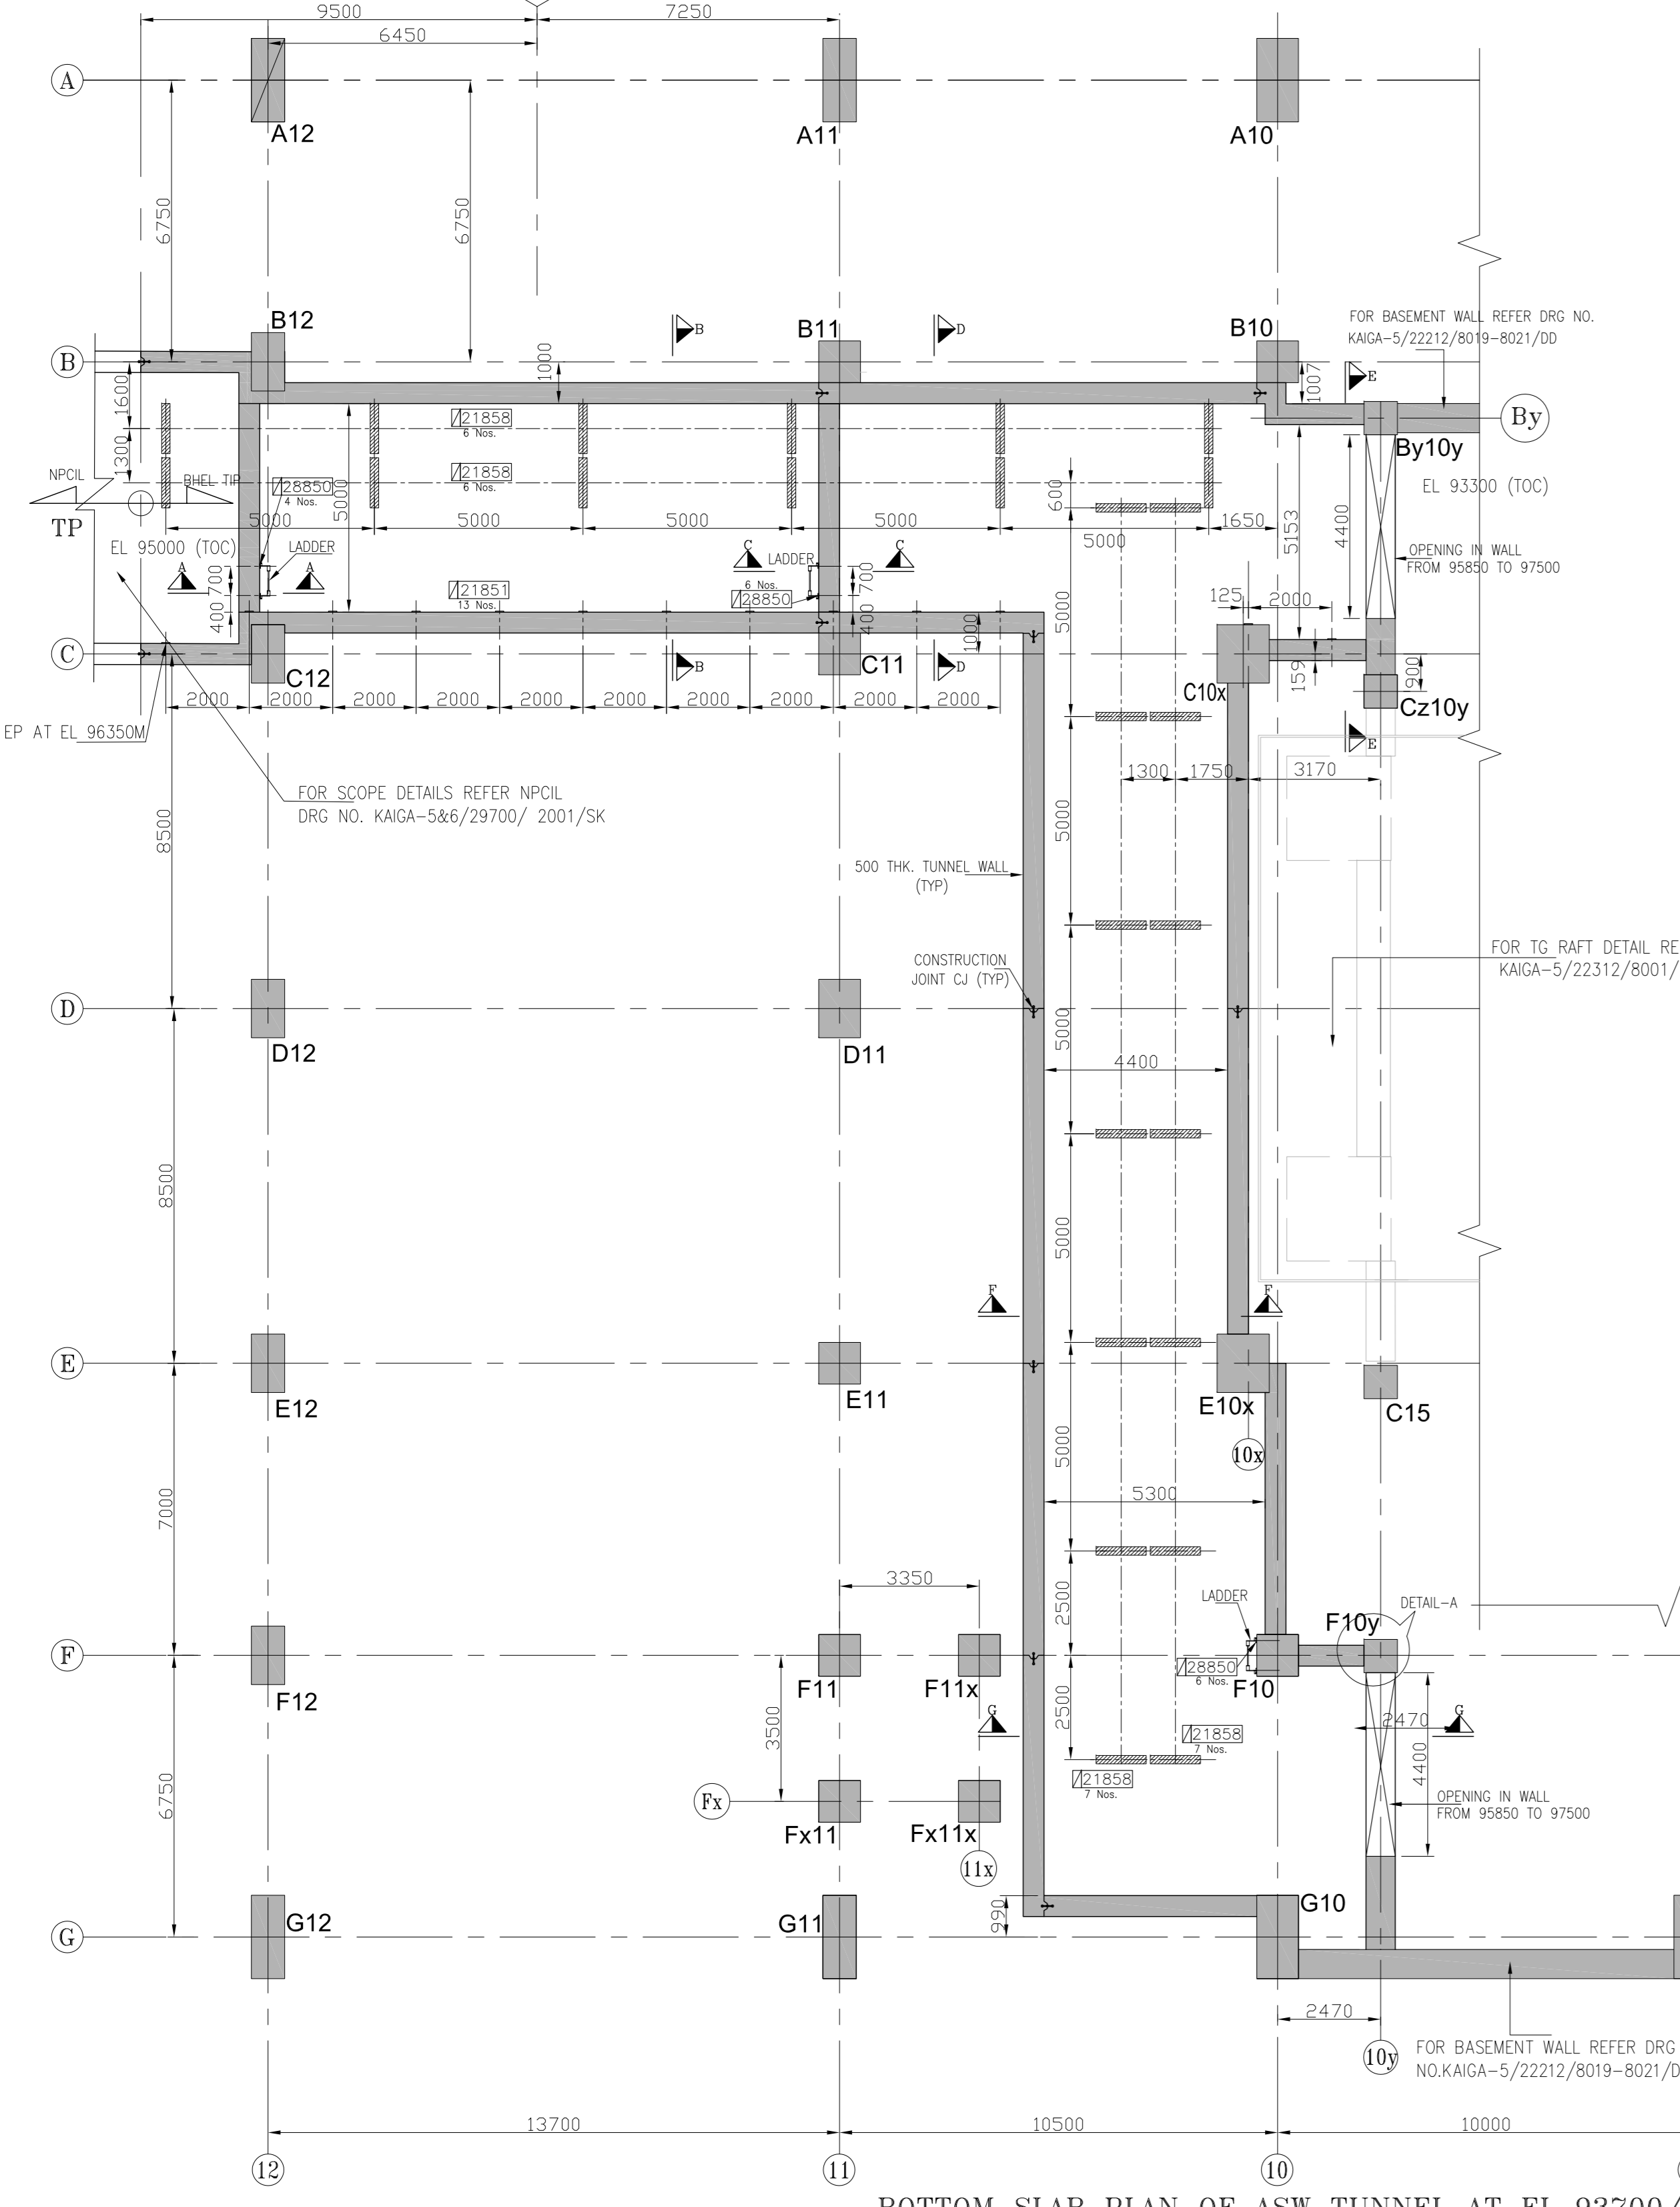 9500
7250
6450
A
A12
A11
A10
6750
6750
B12
B
B11
D
B10
FOR BASEMENT WALL REFER DRG NO.
KAIGA-5/22212/8019-8021/DD
B
1000
1007
E
1600
1300
21858
6 Nos.
By
By10y
21858
6 Nos.
NPCIL
BHEL TIP
28850
4 Nos.
5000
600
EL 93300 (TOC)
TP
5000
5000
5000
5000
5000
1650
5153
4400
EL 95000 (TOC)
LADDER
C
LADDER
C
OPENING IN WALL
FROM 95850 TO 97500
A
A
700
400
21851
13 Nos.
6 Nos.
28850
700
400
1000
5000
125
2000
C
C12
B
C11
D
C10x
159
900
Cz10y
2000
2000
2000
2000
2000
2000
2000
2000
2000
2000
EP AT EL 96350M
E
1300
1750
3170
FOR SCOPE DETAILS REFER NPCIL
DRG NO. KAIGA-5&6/29700/ 2001/SK
8500
5000
500 THK. TUNNEL WALL
(TYP)
CONSTRUCTION
JOINT CJ (TYP)
FOR TG RAFT DETAIL RE
KAIGA-5/22312/8001/
D
D12
D11
5000
4400
8500
5000
F
F
E
E12
E11
E10x
C15
10x
7000
5000
5300
3350
2500
LADDER
DETAIL-A
F10y
F
F12
F11
F11x
28850
6 Nos.
F10
3500
2500
G
2470
G
21858
7 Nos.
21858
7 Nos.
6750
4400
Fx
Fx11
Fx11x
OPENING IN WALL
FROM 95850 TO 97500
11x
990
G10
G
G12
G11
2470
10y
FOR BASEMENT WALL REFER DRG
NO.KAIGA-5/22212/8019-8021/D
13700
10500
10000
12
11
10
BOTTOM SLAB PLAN OF ASW TUNNEL AT EL 93700/